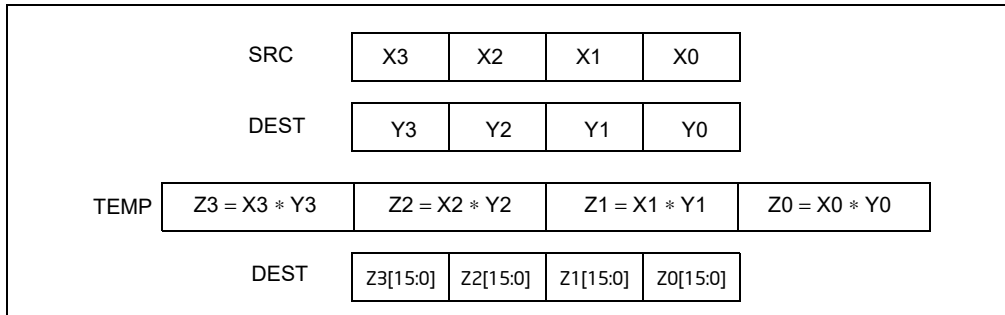 SRC X3 X2 X1 X0
DEST Y3 Y2 Y1 Y0
TEMP Z3 = X3 ∗ Y3 Z2 = X2 ∗ Y2 Z1 = X1 ∗ Y1 Z0 = X0 ∗ Y0
DEST Z3[15:0] Z2[15:0] Z1[15:0] Z0[15:0]